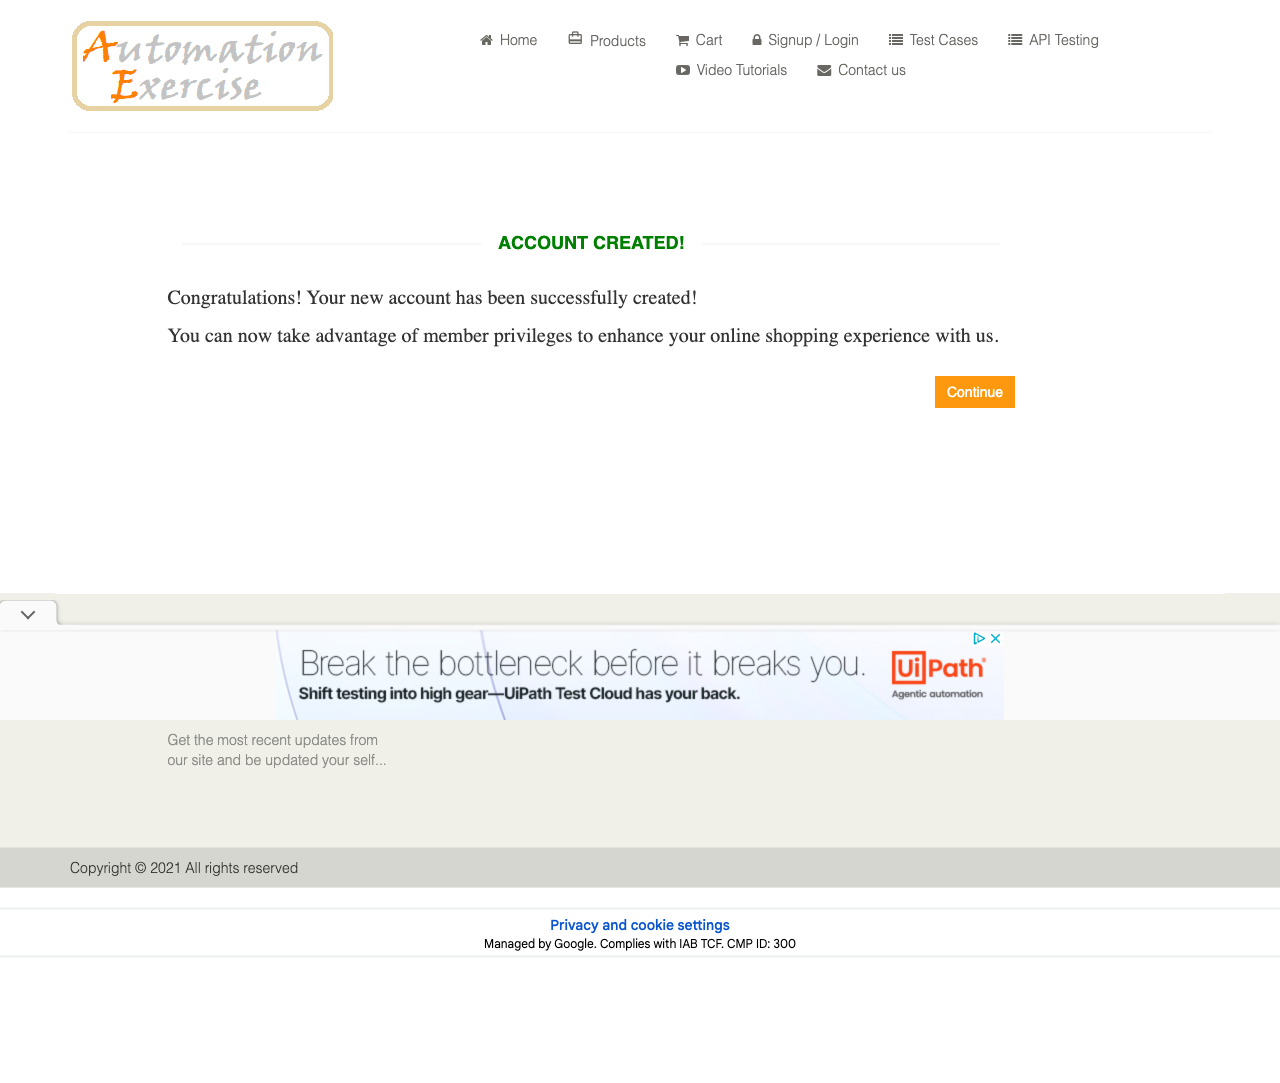 Automation
Exercise
Home Products Cart Signup / Login Test Cases API Testing
Video Tutorials Contact us
ACCOUNT CREATED!
Congratulations! Your new account has been successfully created!
You can now take advantage of member privileges to enhance your online shopping experience with us.
Continue
Break the bottleneck before it breaks you.
Shift testing into high gear—UiPath Test Cloud has your back.
UiPath
Agentic automation
Get the most recent updates from
our site and be updated your self...
Copyright © 2021 All rights reserved
Privacy and cookie settings
Managed by Google. Complies with IAB TCF. CMP ID: 300